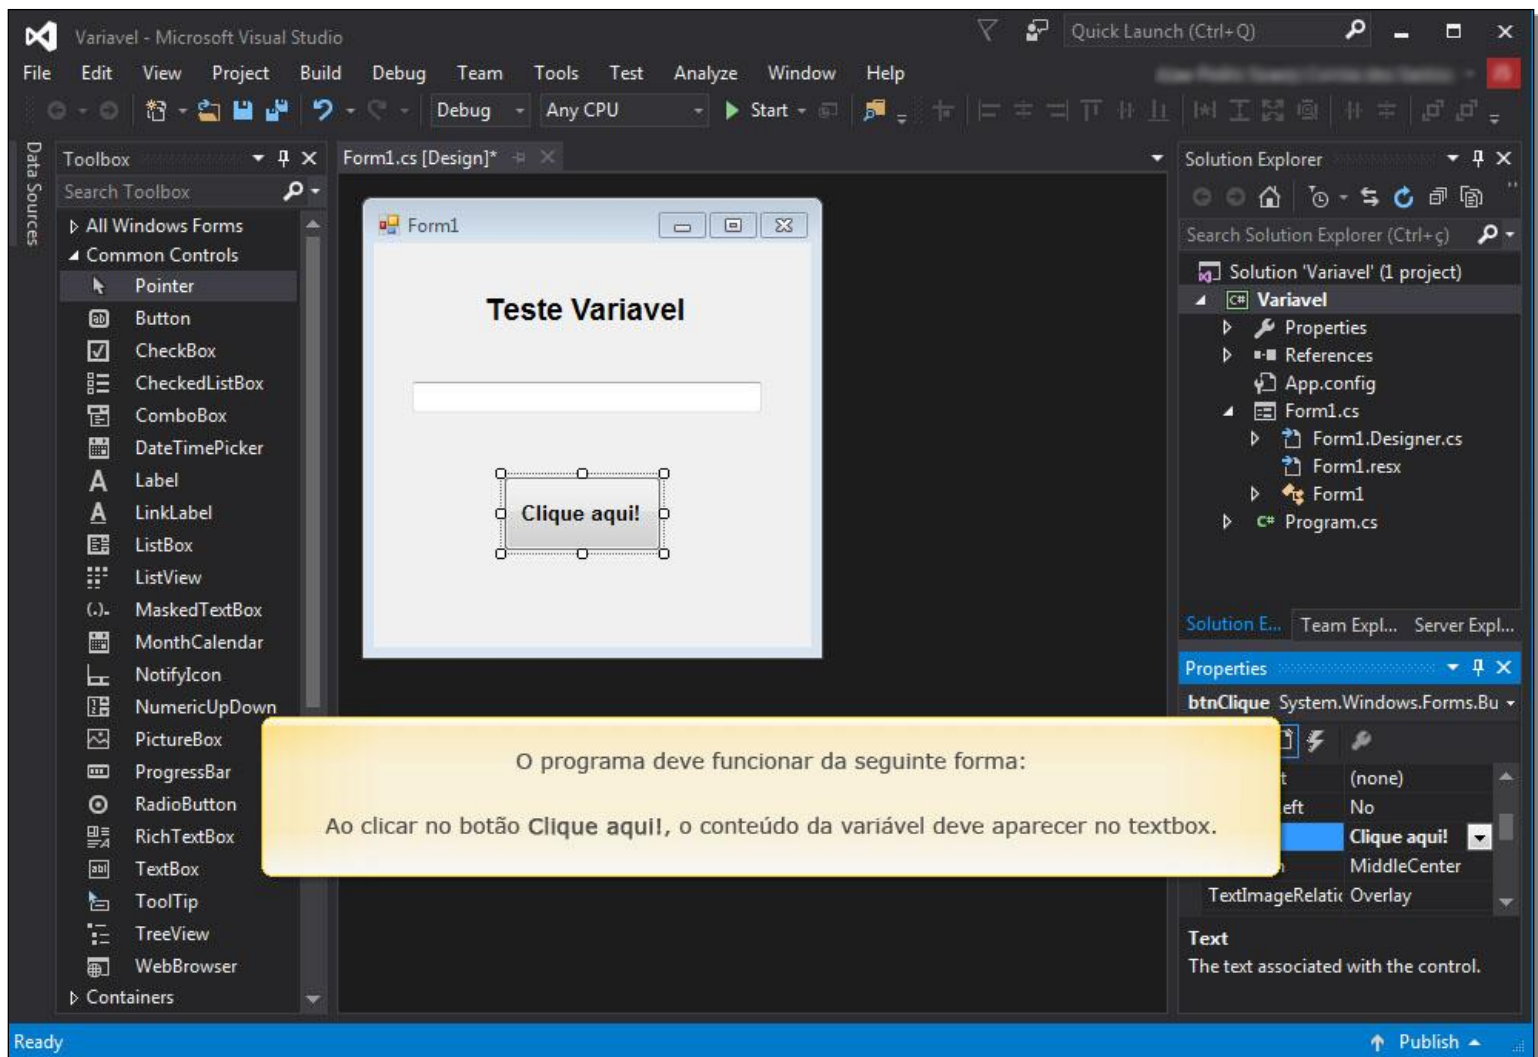 Variavel - Microsoft Visual Studio
Quick Launch (Ctrl+Q)
File Edit View Project Build Debug Team Tools Test Analyze Window Help
Debug Any CPU Start
Data Sources
Toolbox
Search Toolbox
All Windows Forms
Common Controls
Pointer
Button
CheckBox
CheckedListBox
ComboBox
DateTimePicker
Label
LinkLabel
ListBox
ListView
MaskedTextBox
MonthCalendar
NotifyIcon
NumericUpDown
PictureBox
ProgressBar
RadioButton
RichTextBox
TextBox
ToolTip
TreeView
WebBrowser
Containers
Form1.cs [Design]*
Form1
Teste Variavel
Clique aqui!
O programa deve funcionar da seguinte forma:
Ao clicar no botão Clique aqui!, o conteúdo da variável deve aparecer no textbox.
Solution Explorer
Search Solution Explorer (Ctrl+ç)
Solution 'Variavel' (1 project)
C# Variavel
Properties
References
App.config
Form1.cs
Form1.Designer.cs
Form1.resx
Form1
C# Program.cs
Solution E... Team Expl... Server Expl...
Properties
btnClique System.Windows.Forms.Bu
(none)
eft No
Clique aqui!
MiddleCenter
TextImageRelatic Overlay
Text
The text associated with the control.
Ready
Publish